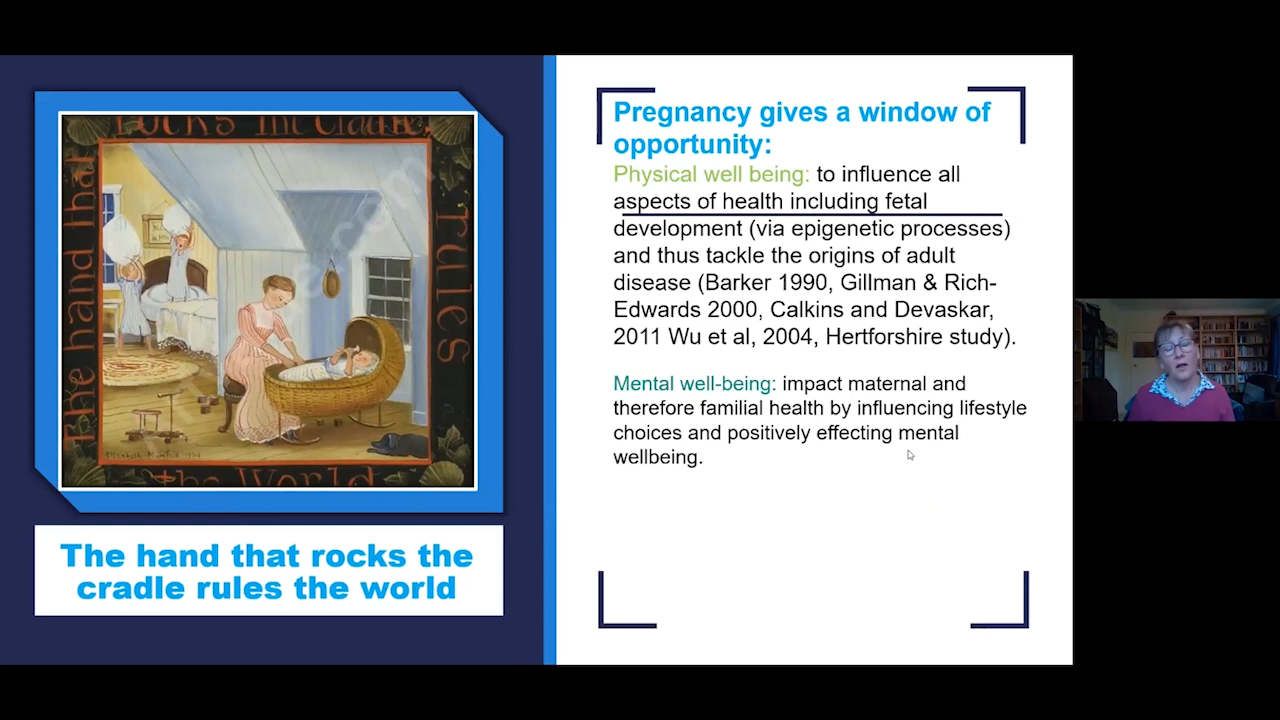 rocks the cradle,
The hand that
rules
the World
The hand that rocks the
cradle rules the world
Pregnancy gives a window of
opportunity:
Physical well being: to influence all
aspects of health including fetal
development (via epigenetic processes)
and thus tackle the origins of adult
disease (Barker 1990, Gillman & Rich-
Edwards 2000, Calkins and Devaskar,
2011 Wu et al, 2004, Hertforshire study).
Mental well-being: impact maternal and
therefore familial health by influencing lifestyle
choices and positively effecting mental
wellbeing.